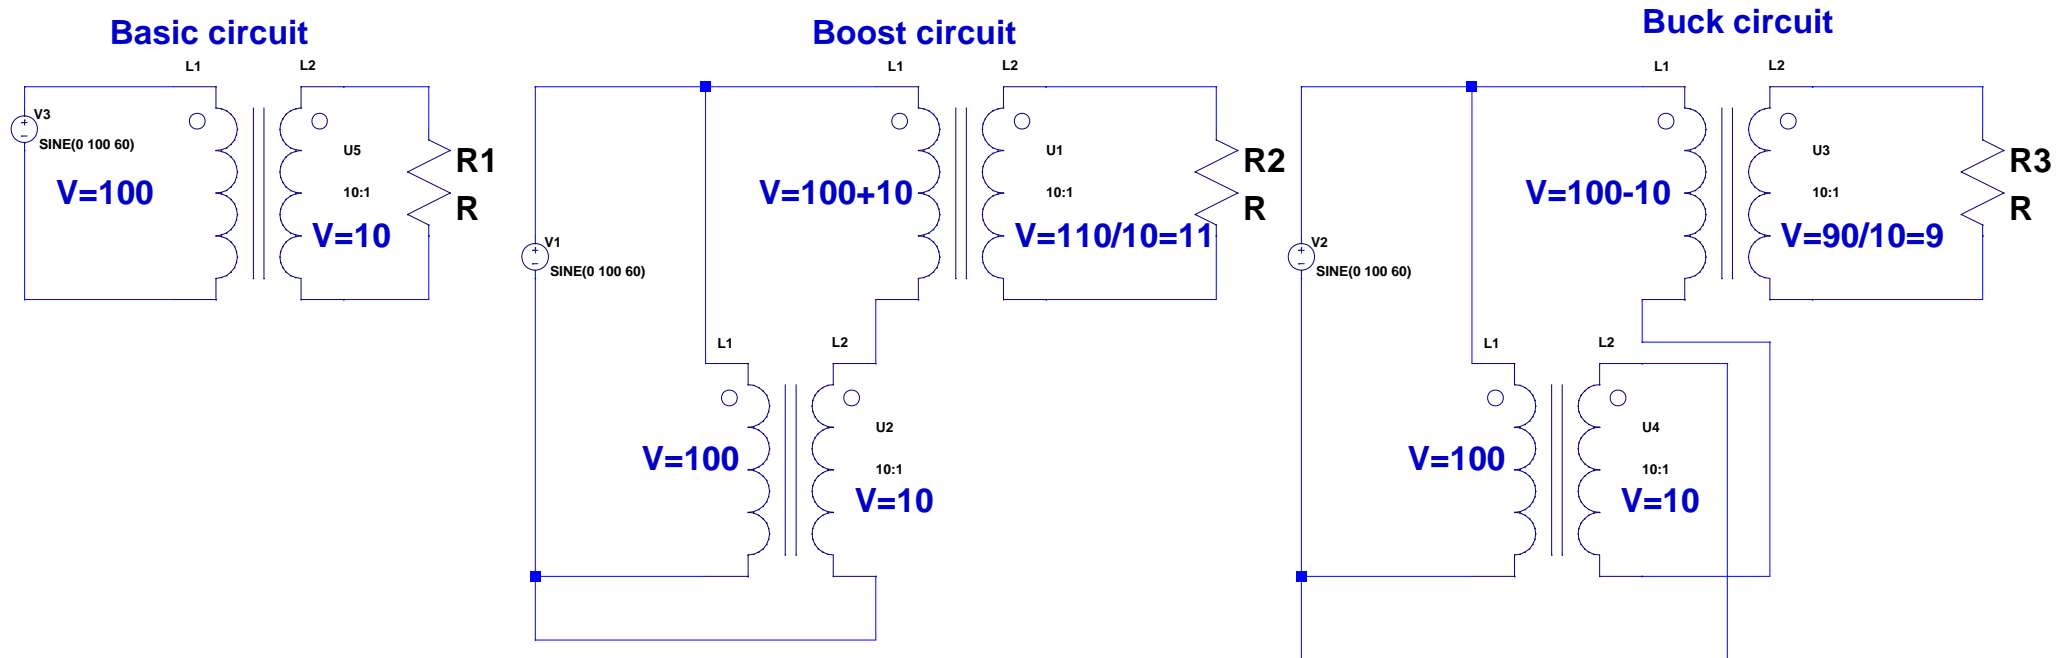 Basic circuit
L1
L2
V3
SINE(0 100 60)
V=100
U5
10:1
V=10
R1
R
Boost circuit
L1
L2
V1
SINE(0 100 60)
V=100+10
U1
10:1
V=110/10=11
R2
R
L1
L2
V=100
U2
10:1
V=10
Buck circuit
L1
L2
V2
SINE(0 100 60)
V=100-10
U3
10:1
V=90/10=9
R3
R
L1
L2
V=100
U4
10:1
V=10